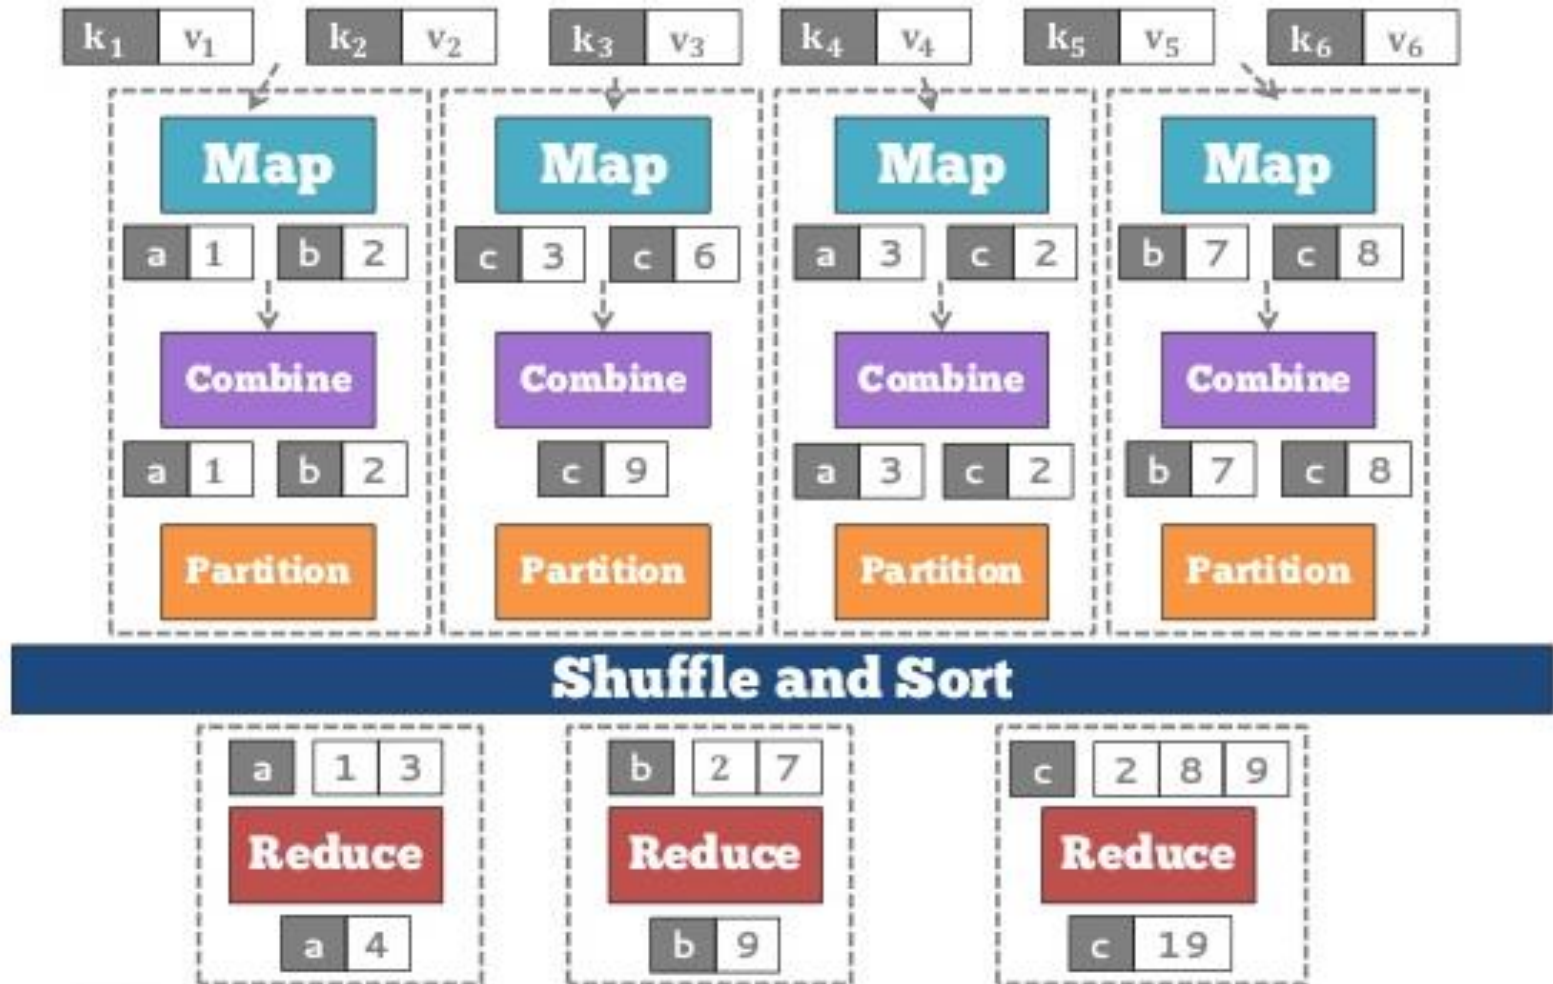 k₁ v₁ k₂ v₂ k₃ v₃ k₄ v₄ k₅ v₅ k₆ v₆
Map Map Map Map
a 1 b 2 c 3 c 6 a 3 c 2 b 7 c 8
Combine Combine Combine Combine
a 1 b 2 c 9 a 3 c 2 b 7 c 8
Partition Partition Partition Partition
Shuffle and Sort
a 1 3 b 2 7 c 2 8 9
Reduce Reduce Reduce
a 4 b 9 c 19